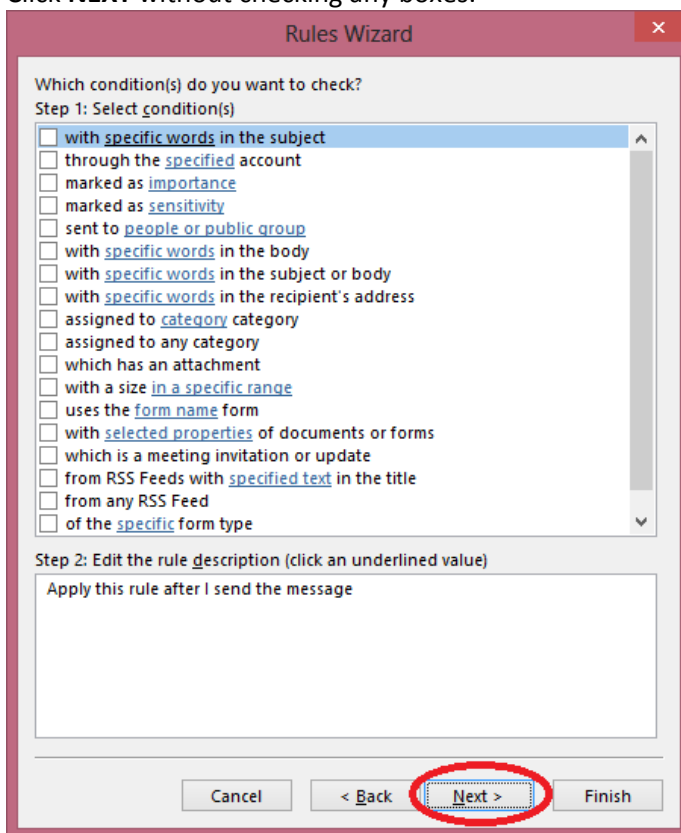 Click NEXT without checking any boxes.
Rules Wizard
Which condition(s) do you want to check?
Step 1: Select condition(s)
with specific words in the subject
through the specified account
marked as importance
marked as sensitivity
sent to people or public group
with specific words in the body
with specific words in the subject or body
with specific words in the recipient's address
assigned to category category
assigned to any category
which has an attachment
with a size in a specific range
uses the form name form
with selected properties of documents or forms
which is a meeting invitation or update
from RSS Feeds with specified text in the title
from any RSS Feed
of the specific form type
Step 2: Edit the rule description (click an underlined value)
Apply this rule after I send the message
Cancel < Back Next > Finish